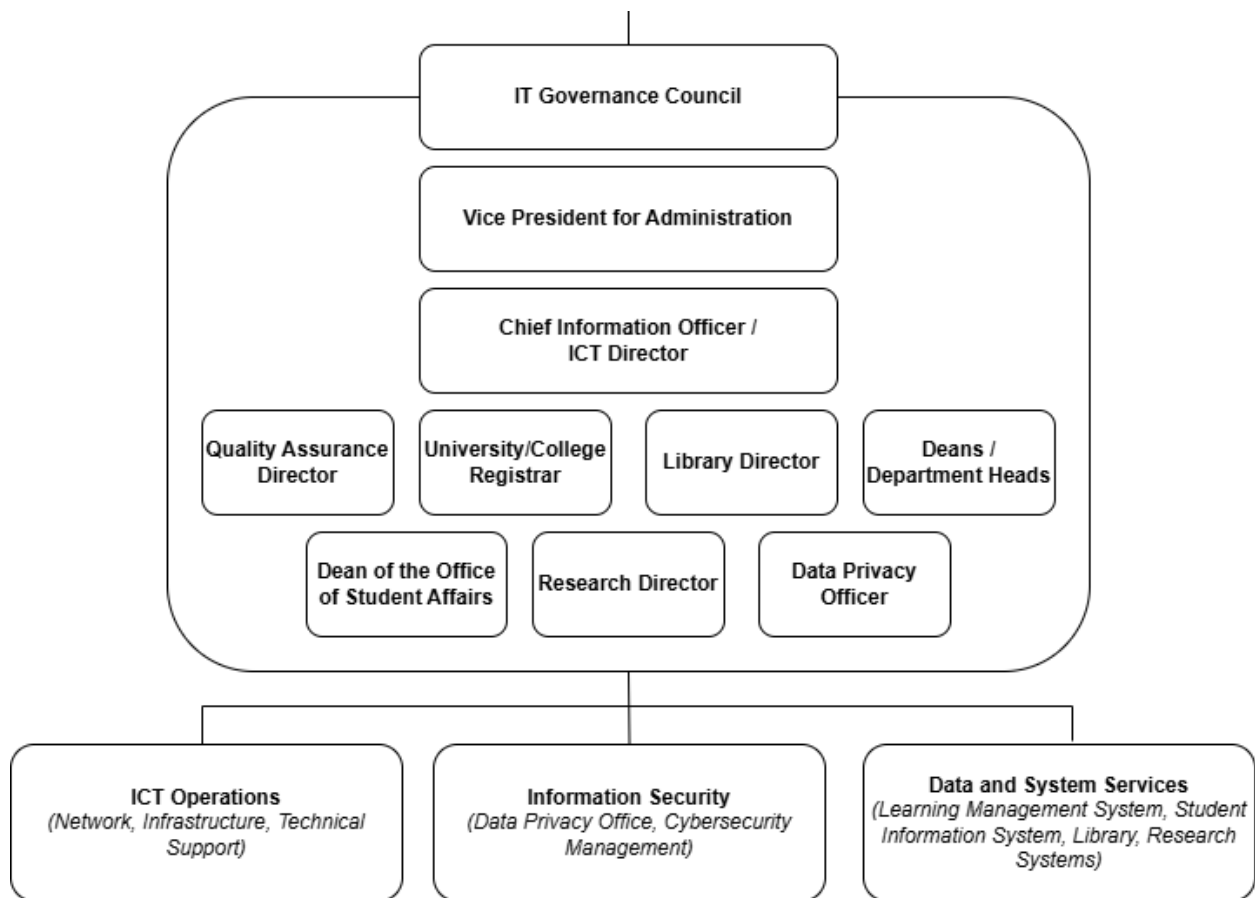 IT Governance Council
Vice President for Administration
Chief Information Officer /
ICT Director
Quality Assurance
Director
University/College
Registrar
Library Director
Deans /
Department Heads
Dean of the Office
of Student Affairs
Research Director
Data Privacy
Officer
ICT Operations
(Network, Infrastructure, Technical
Support)
Information Security
(Data Privacy Office, Cybersecurity
Management)
Data and System Services
(Learning Management System, Student
Information System, Library, Research
Systems)